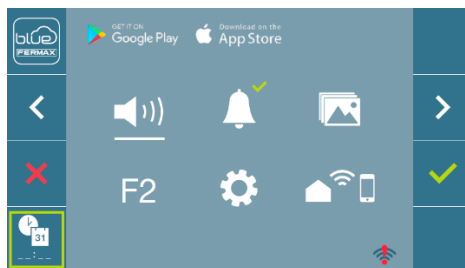 blue
FERMAX
GET IT ON
Google Play
Download on the
App Store
F2
31
--:--